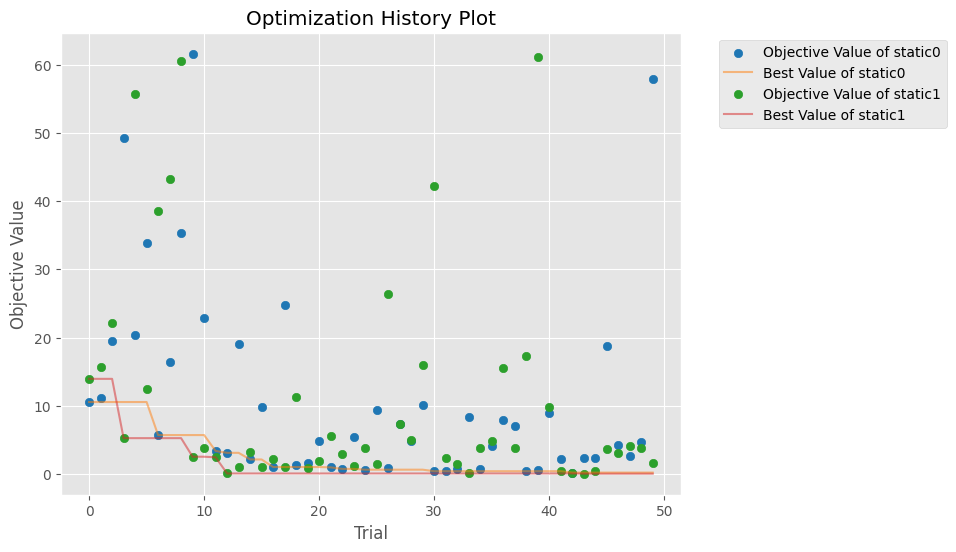 Optimization History Plot
Objective Value of static0
Best Value of static0
Objective Value of static1
Best Value of static1
Objective Value
60
50
40
30
20
10
0
0 10 20 30 40 50
Trial